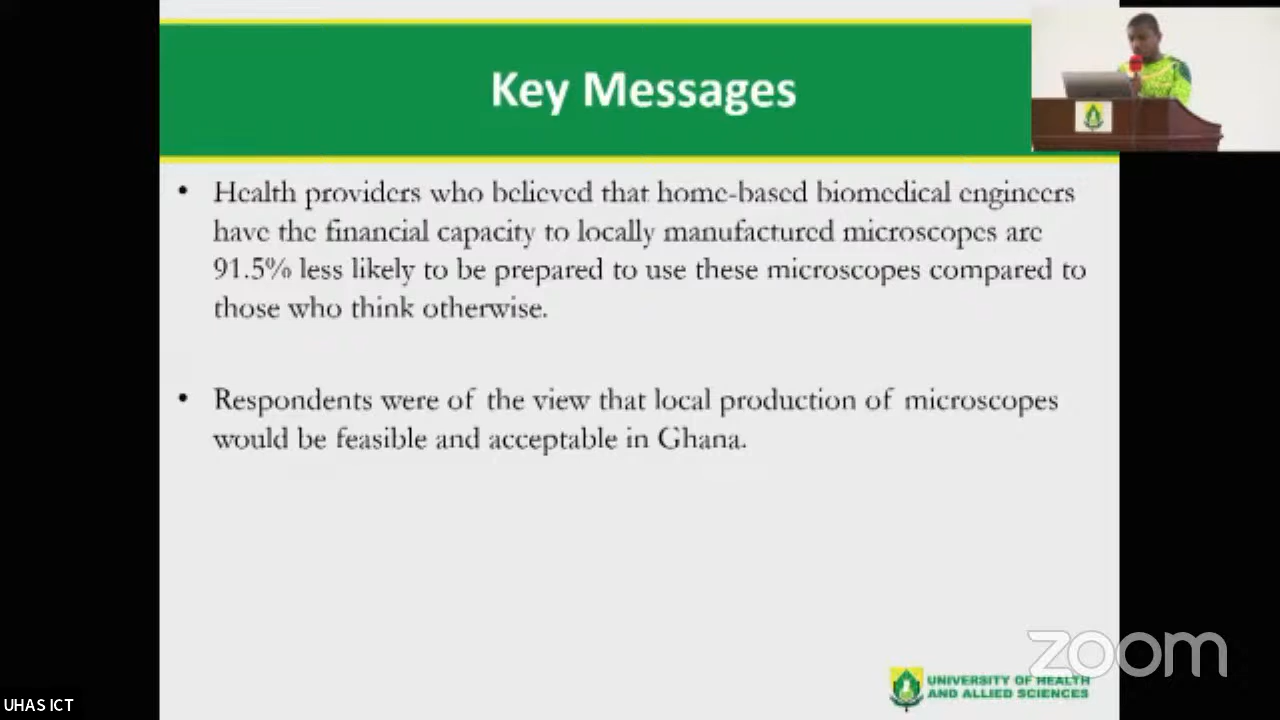 Key Messages
• Health providers who believed that home-based biomedical engineers
have the financial capacity to locally manufactured microscopes are
91.5% less likely to be prepared to use these microscopes compared to
those who think otherwise.
• Respondents were of the view that local production of microscopes
would be feasible and acceptable in Ghana.
zoom
UNIVERSITY OF HEALTH
AND ALLIED SCIENCES
UHAS ICT